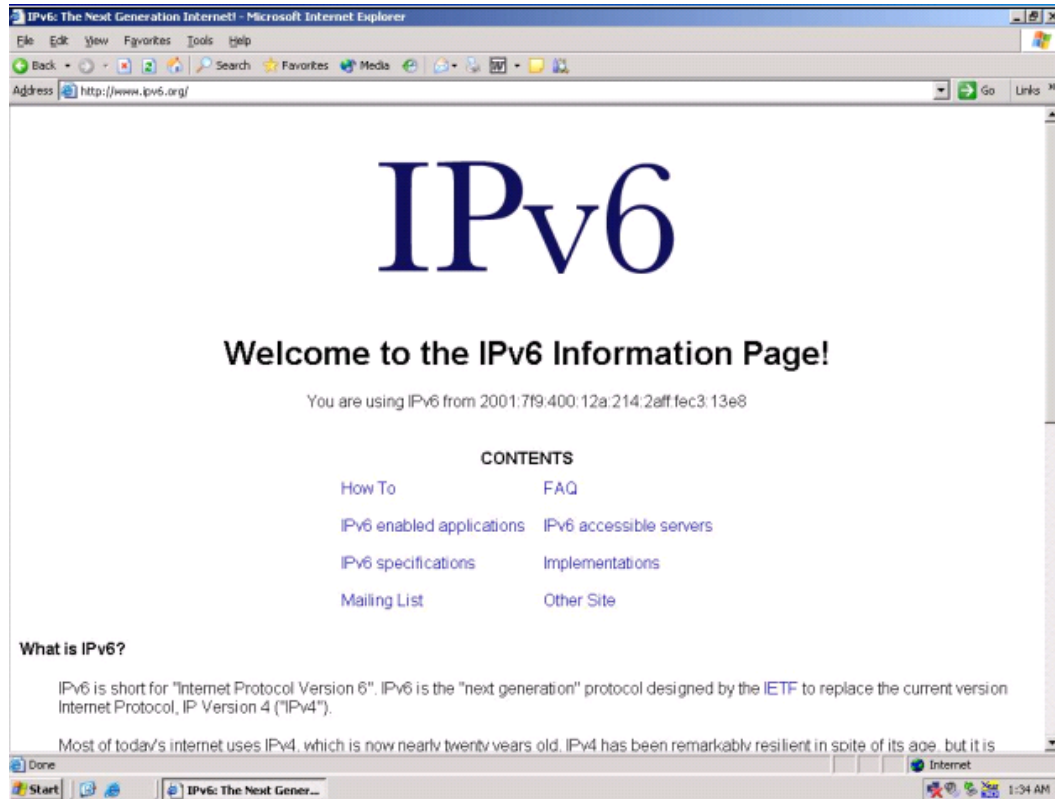 IPv6: The Next Generation Internet! - Microsoft Internet Explorer
File Edit View Favorites Tools Help
Back Search Favorites Media
Address http://www.ipv6.org/ Go Links »
IPv6
Welcome to the IPv6 Information Page!
You are using IPv6 from 2001:7f9:400:12a:214:2aff:fec3:13e8
CONTENTS
How To FAQ
IPv6 enabled applications IPv6 accessible servers
IPv6 specifications Implementations
Mailing List Other Site
What is IPv6?
IPv6 is short for "Internet Protocol Version 6". IPv6 is the "next generation" protocol designed by the IETF to replace the current version
Internet Protocol, IP Version 4 ("IPv4").
Most of today's internet uses IPv4, which is now nearly twenty years old. IPv4 has been remarkably resilient in spite of its age, but it is
Done Internet
Start IPv6: The Next Gener... 1:34 AM